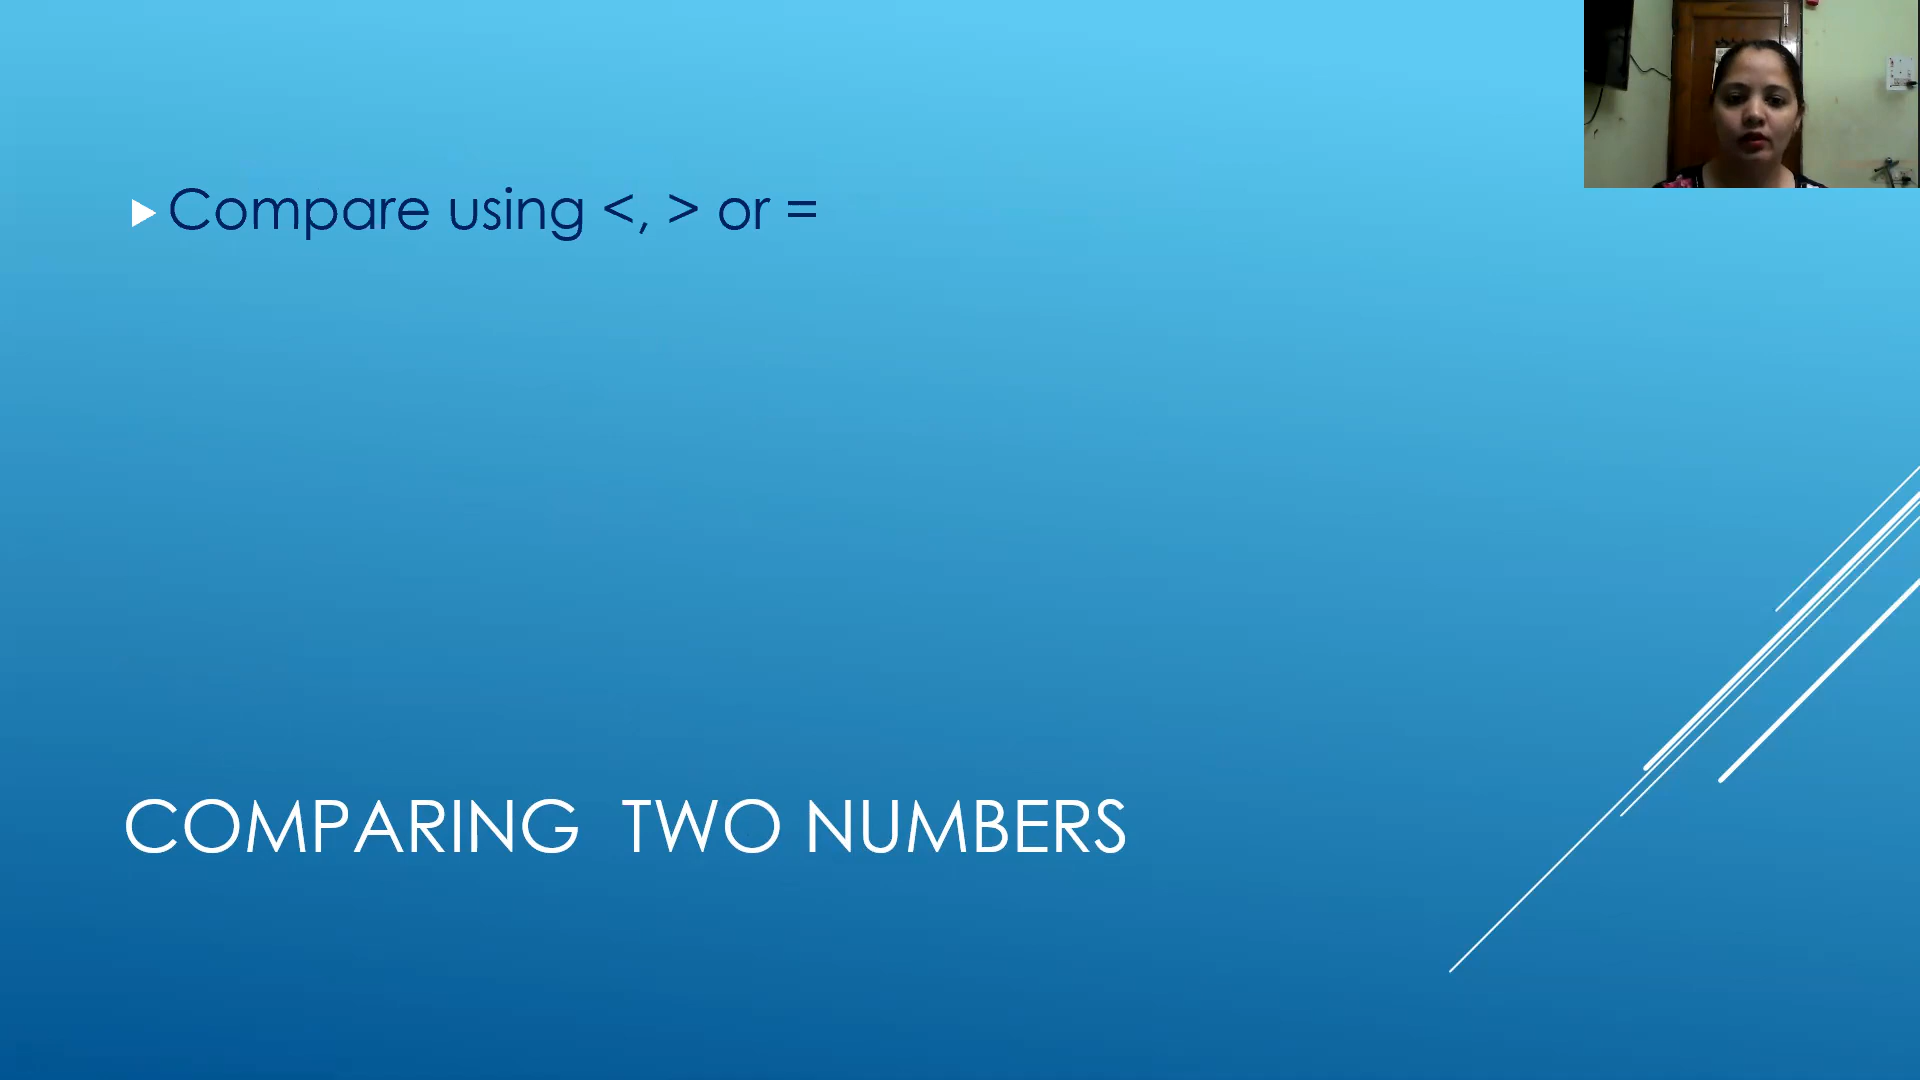 Compare using <, > or =
COMPARING TWO NUMBERS